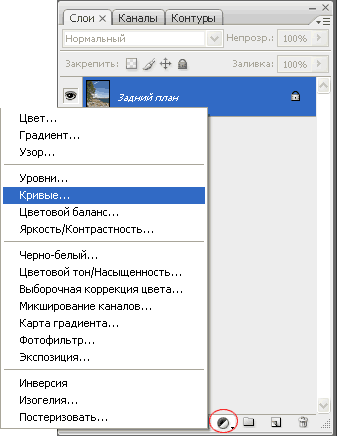 Слои × Каналы Контуры
Нормальный Непрозр.: 100%
Закрепить: Заливка: 100%
Задний план
Цвет...
Градиент...
Узор...
Уровни...
Кривые...
Цветовой баланс...
Яркость/Контрастность...
Черно-белый...
Цветовой тон/Насыщенность...
Выборочная коррекция цвета...
Микширование каналов...
Карта градиента...
Фотофильтр...
Экспозиция...
Инверсия
Изогелия...
Постеризовать...